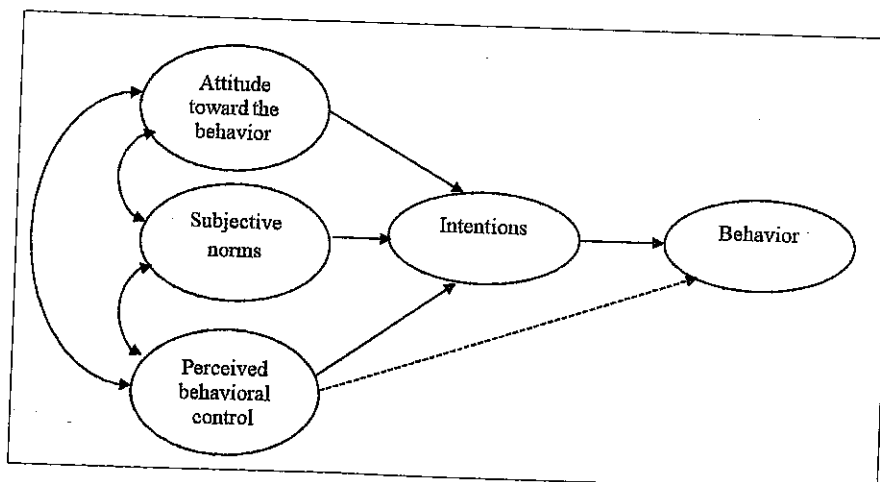 Attitude
toward the
behavior
Subjective
norms
Intentions
Behavior
Perceived
behavioral
control